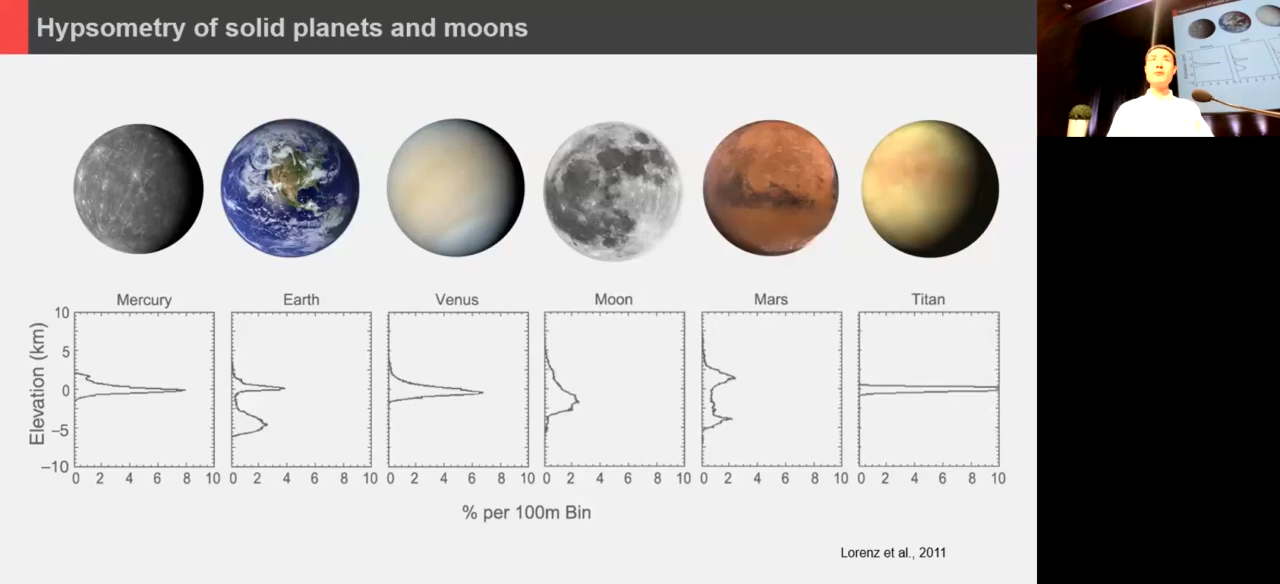 Hypsometry of solid planets and moons
Mercury Earth Venus Moon Mars Titan
Elevation (km)
10
5
0
−5
−10
0 2 4 6 8 10 0 2 4 6 8 10 0 2 4 6 8 10 0 2 4 6 8 10 0 2 4 6 8 10 0 2 4 6 8 10
% per 100m Bin
Lorenz et al., 2011